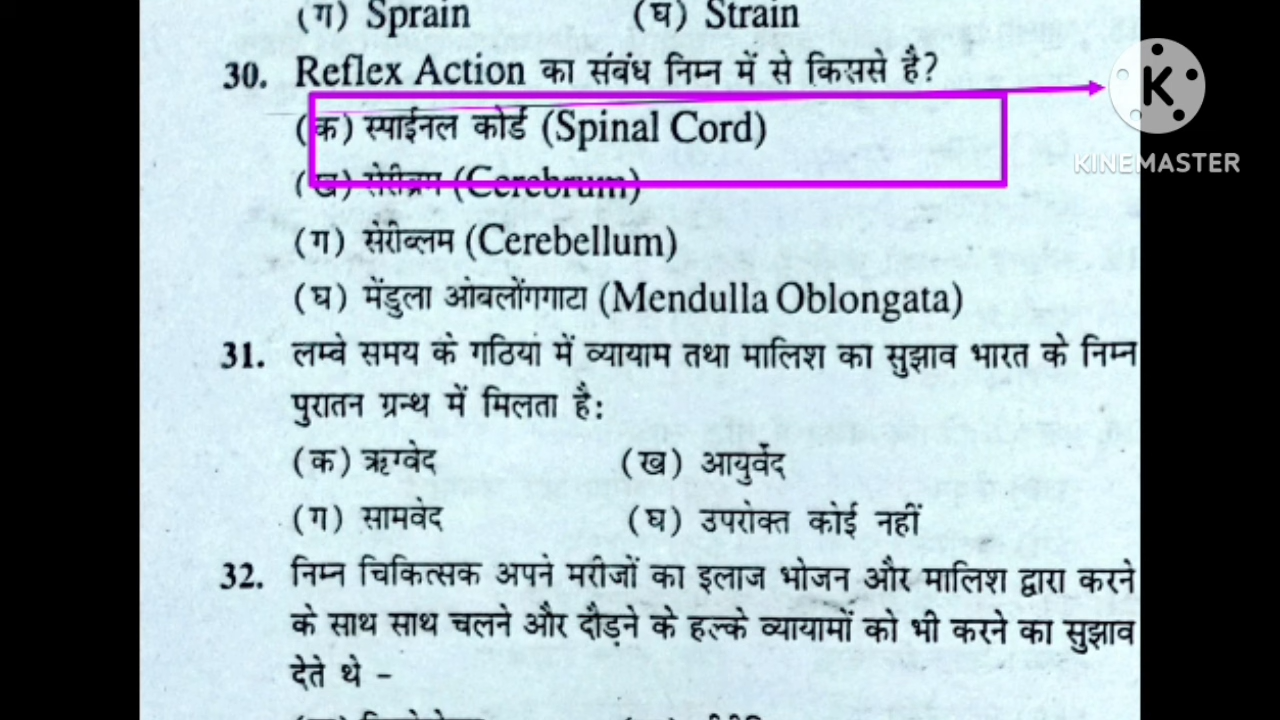 (ग) Sprain (घ) Strain
30. Reflex Action का संबंध निम्न में से किससे है?
(क) स्पाईनल कोर्ड (Spinal Cord)
K
KINEMASTER
(ख) सेरीब्रम (Cerebrum)
(ग) सेरीब्लम (Cerebellum)
(घ) मेंडुला ओबलोंगगाटा (Mendulla Oblongata)
31. लम्बे समय के गठियां में व्यायाम तथा मालिश का सुझाव भारत के निम्न
पुरातन ग्रन्थ में मिलता है:
(क) ऋग्वेद (ख) आयुर्वेद
(ग) सामवेद (घ) उपरोक्त कोई नहीं
32. निम्न चिकित्सक अपने मरीजों का इलाज भोजन और मालिश द्वारा करने
के साथ साथ चलने और दौड़ने के हल्के व्यायामों को भी करने का सुझाव
देते थे -